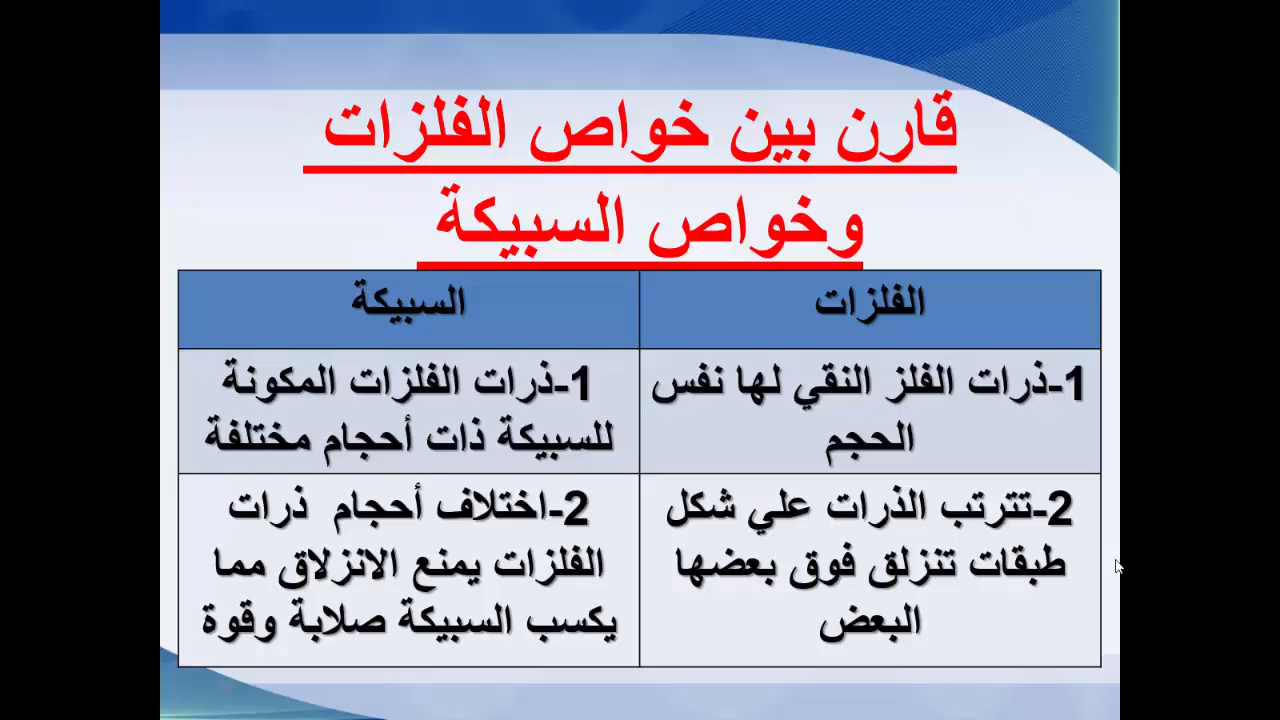 قارن بين خواص الفلزات
وخواص السبيكة
الفلزات
السبيكة
1-ذرات الفلز النقي لها نفس
الحجم
1-ذرات الفلزات المكونة
للسبيكة ذات أحجام مختلفة
2-تترتب الذرات علي شكل
طبقات تنزلق فوق بعضها
البعض
2-اختلاف أحجام ذرات
الفلزات يمنع الانزلاق مما
يكسب السبيكة صلابة وقوة